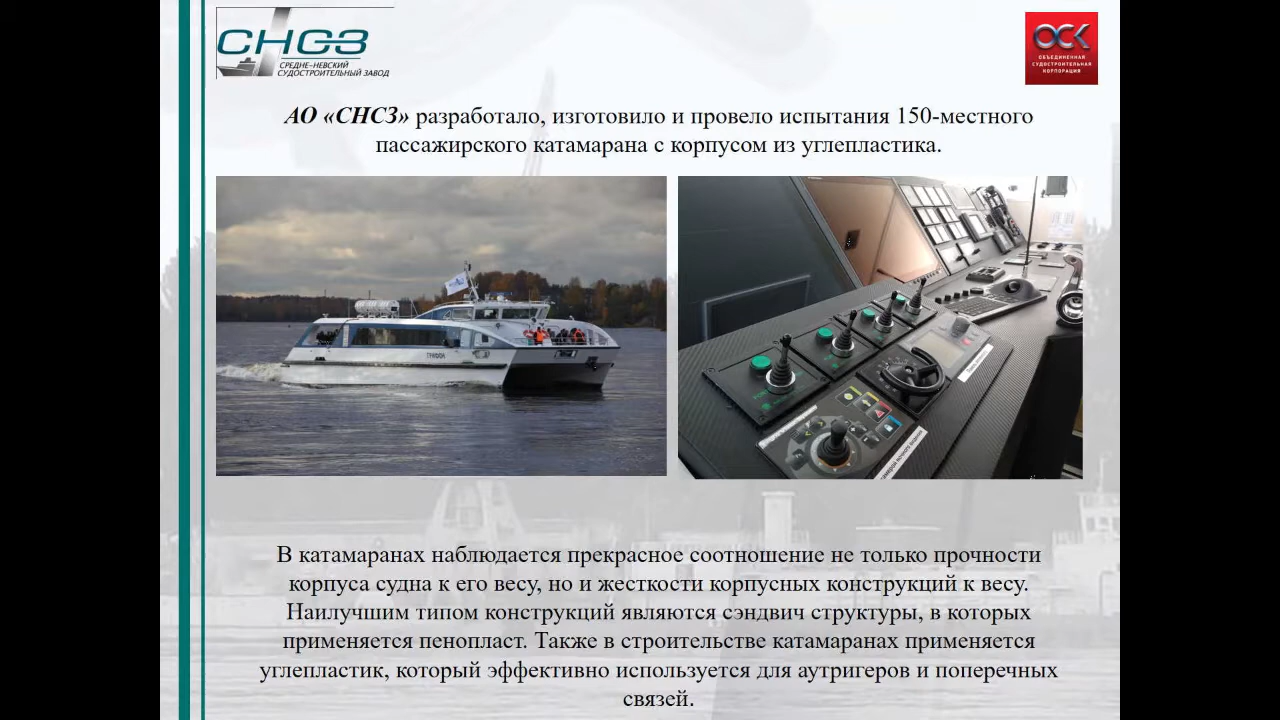 СНСЗ
СРЕДНЕ-НЕВСКИЙ
СУДОСТРОИТЕЛЬНЫЙ ЗАВОД
ОСК
ОБЪЕДИНЕННАЯ
СУДОСТРОИТЕЛЬНАЯ
КОРПОРАЦИЯ
АО «СНСЗ» разработало, изготовило и провело испытания 150-местного
пассажирского катамарана с корпусом из углепластика.
ГРИФОН
В катамаранах наблюдается прекрасное соотношение не только прочности
корпуса судна к его весу, но и жесткости корпусных конструкций к весу.
Наилучшим типом конструкций являются сэндвич структуры, в которых
применяется пенопласт. Также в строительстве катамаранах применяется
углепластик, который эффективно используется для аутригеров и поперечных
связей.